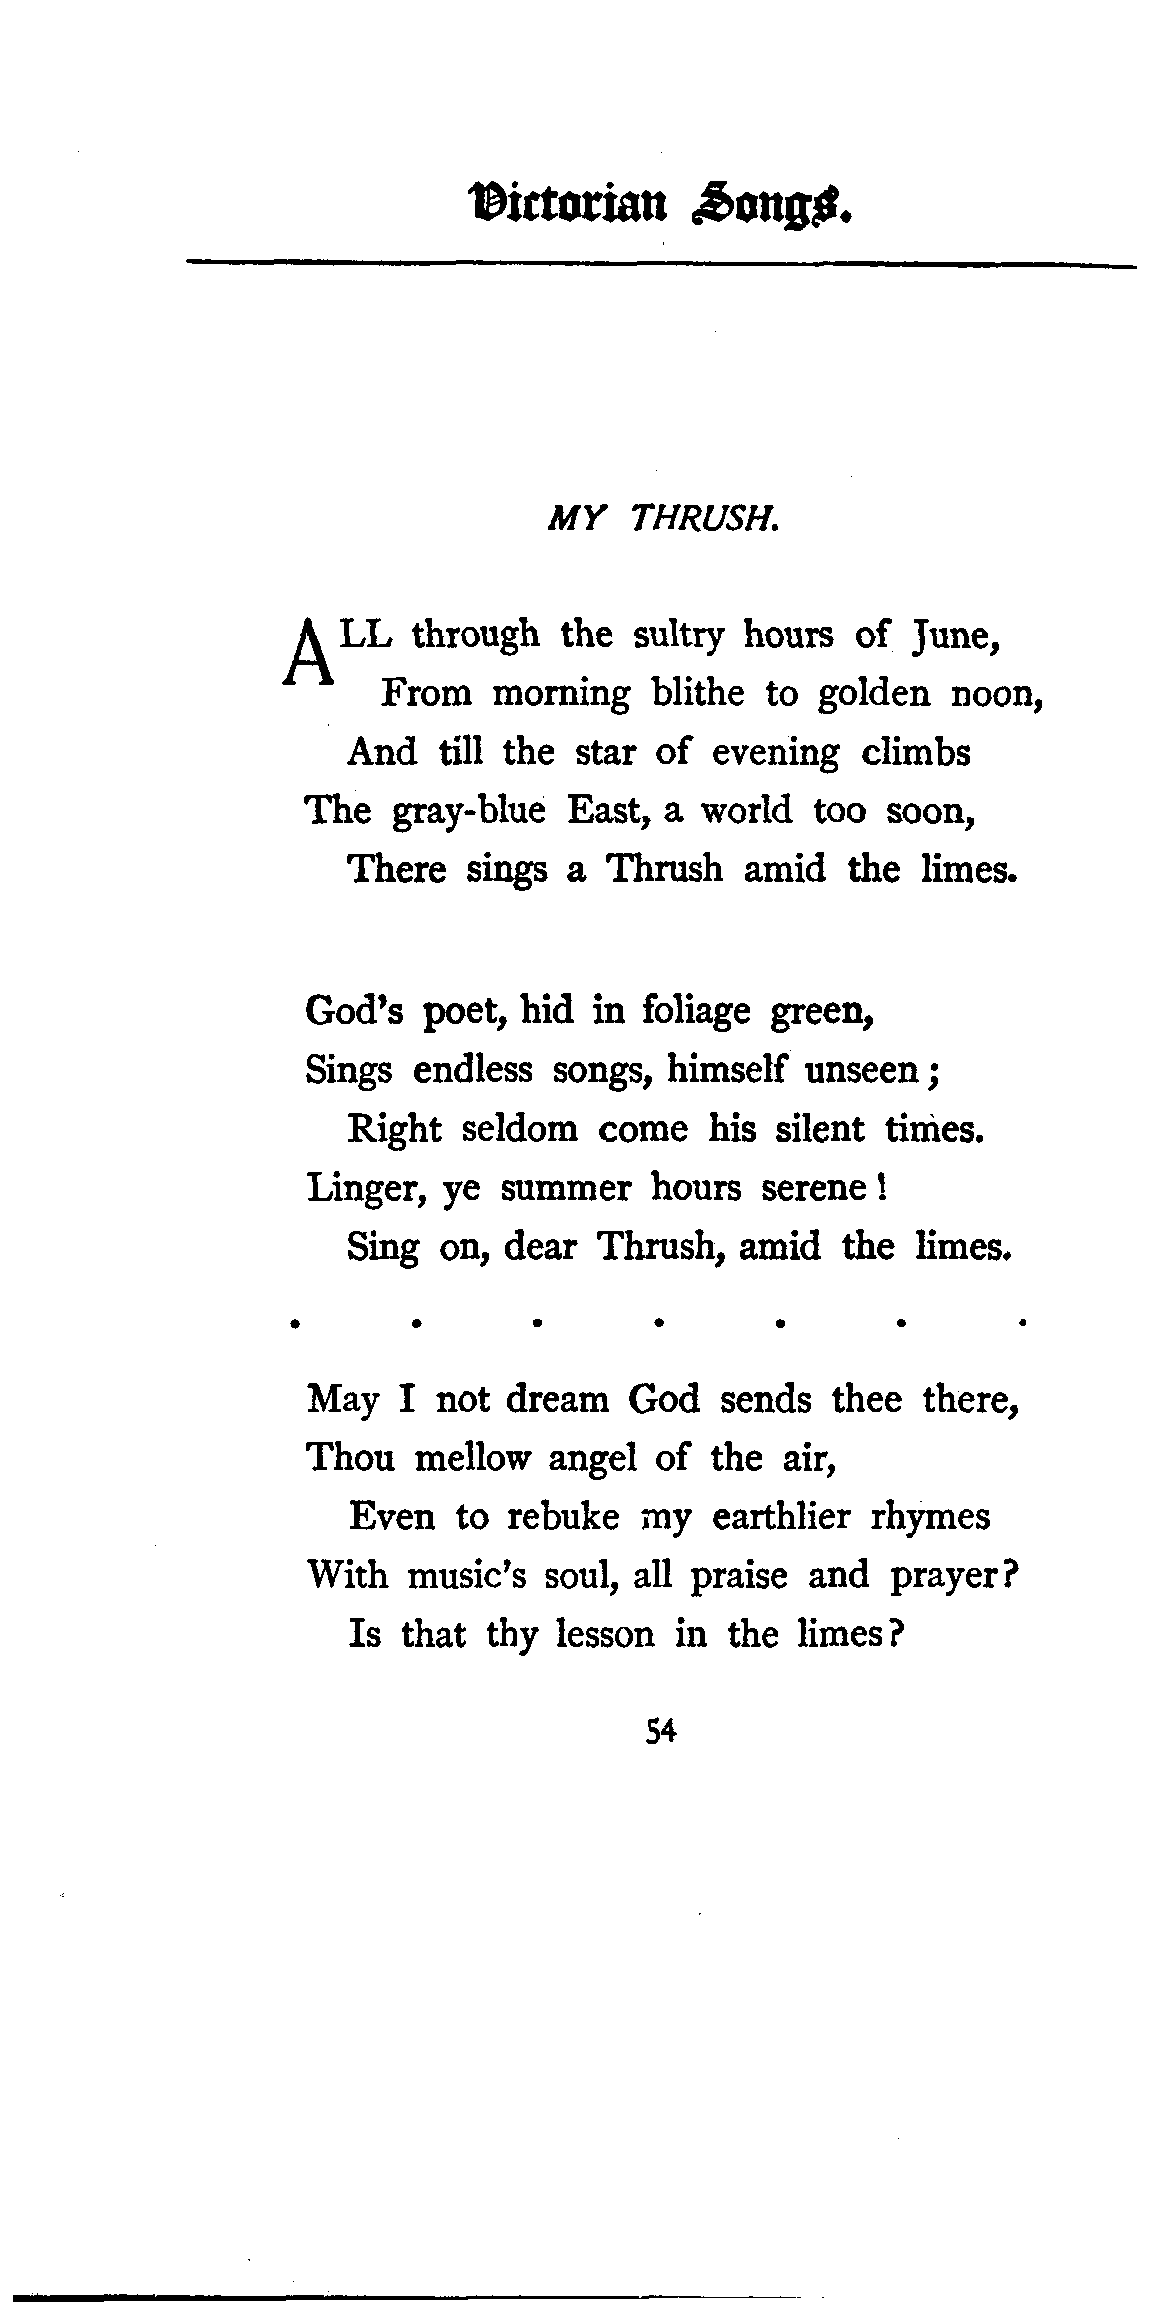 Victorian Songs.
MY THRUSH.
ALL through the sultry hours of June,
From morning blithe to golden noon,
And till the star of evening climbs
The gray-blue East, a world too soon,
There sings a Thrush amid the limes.
God's poet, hid in foliage green,
Sings endless songs, himself unseen;
Right seldom come his silent times.
Linger, ye summer hours serene!
Sing on, dear Thrush, amid the limes.
. . . . . . .
May I not dream God sends thee there,
Thou mellow angel of the air,
Even to rebuke my earthlier rhymes
With music's soul, all praise and prayer?
Is that thy lesson in the limes?
54